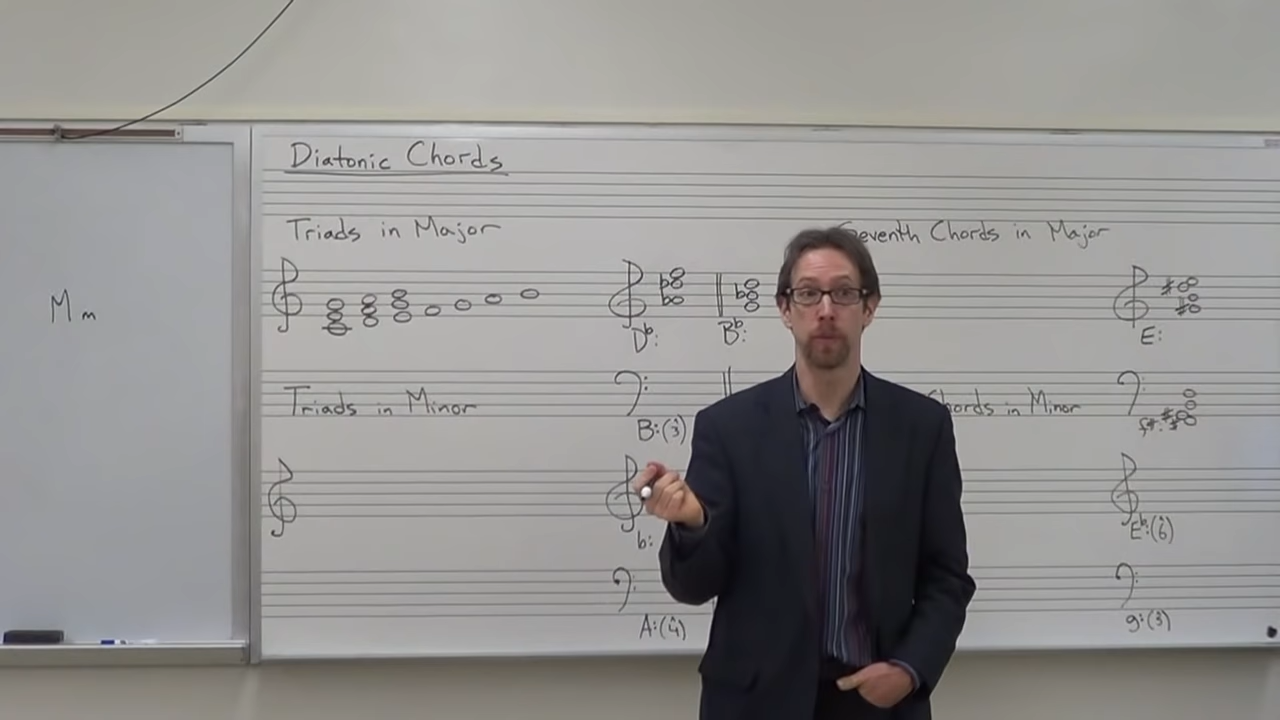 M m
Diatonic Chords
Triads in Major
D♭:
B♭:
Seventh Chords in Major
E:
Triads in Minor
B:(3̂)
Chords in Minor
f#:
b:
E♭:(6̂)
A:(4̂)
g:(3̂)